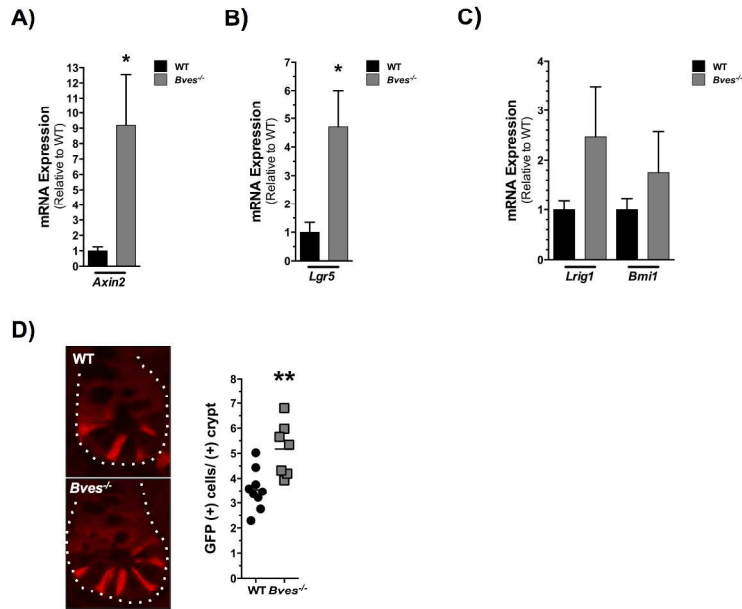 A)
WT
Bves-/-
*
13
12
11
10
9
8
7
6
5
4
3
2
1
0
mRNA Expression
(Relative to WT)
Axin2
B)
WT
Bves-/-
*
7
6
5
4
3
2
1
0
mRNA Expression
(Relative to WT)
Lgr5
C)
WT
Bves-/-
4
3
2
1
0
mRNA Expression
(Relative to WT)
Lrig1 Bmi1
D)
WT
Bves-/-
**
8
7
6
5
4
3
2
1
0
GFP (+) cells/ (+) crypt
WT Bves-/-